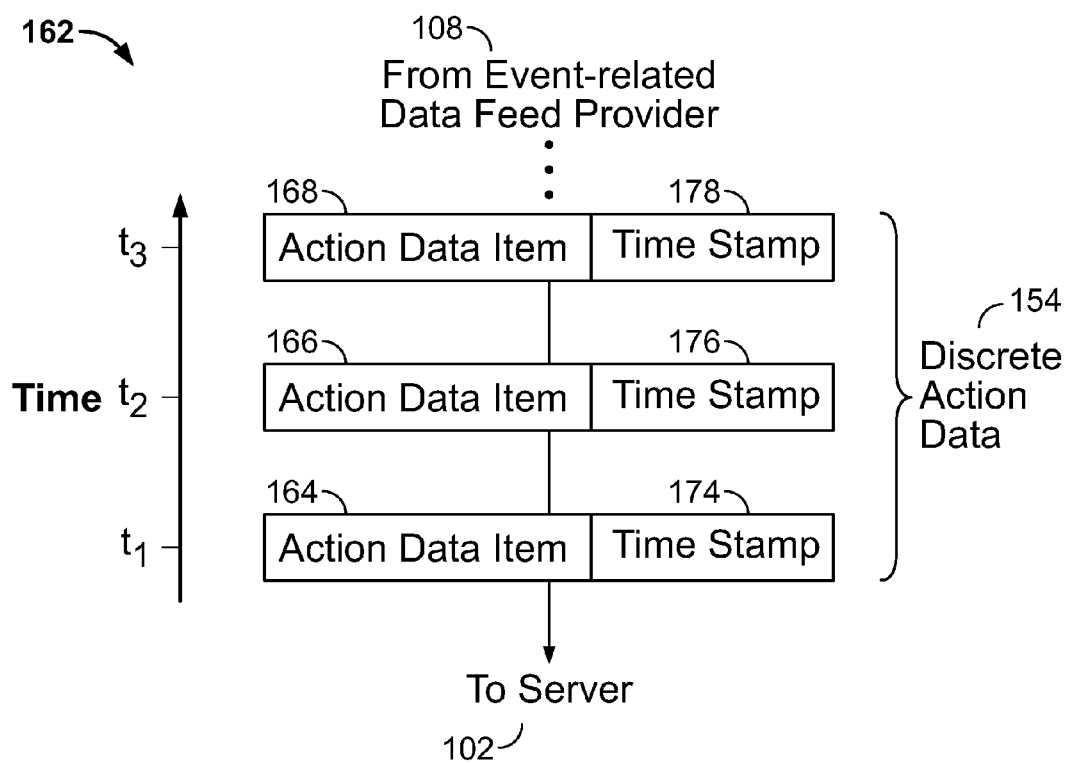 162
108
From Event-related
Data Feed Provider
168
178
t3
Action Data Item
Time Stamp
154
166
176
Discrete
Action
Data
Time
t2
Action Data Item
Time Stamp
164
174
t1
Action Data Item
Time Stamp
To Server
102